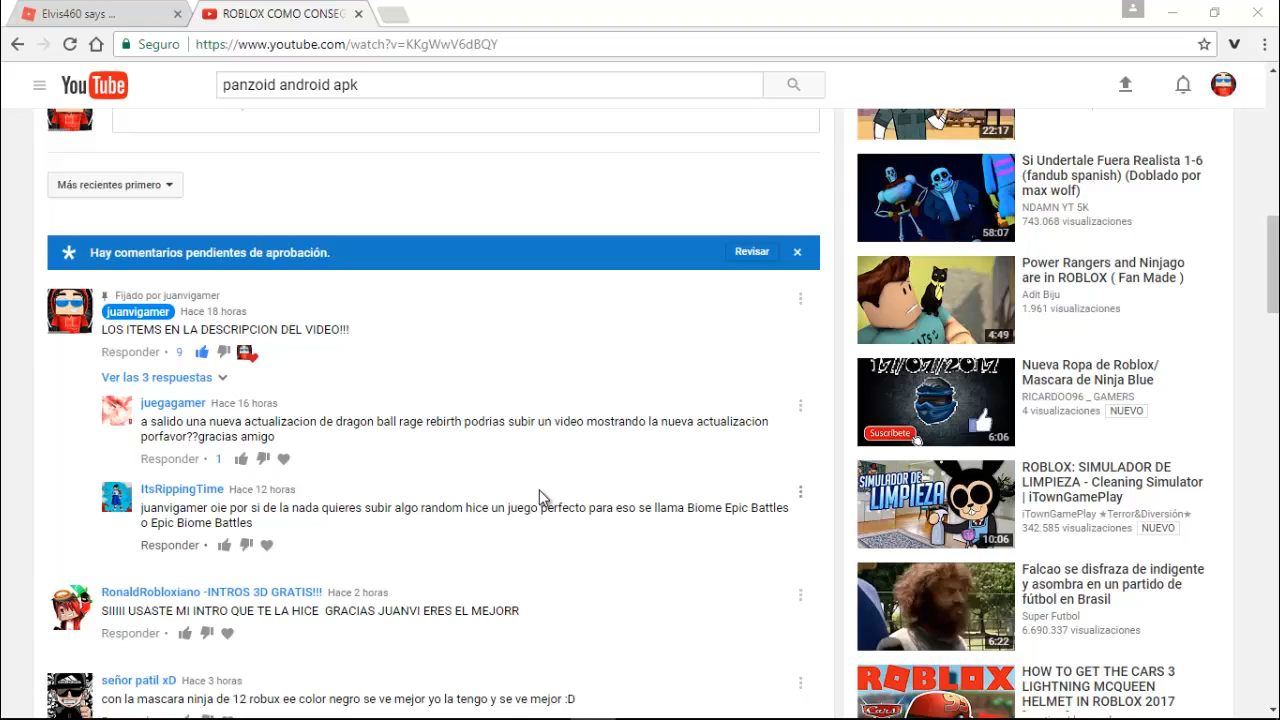 Elvis460 says ...
ROBLOX COMO CONSEG
Seguro
https://www.youtube.com/watch?v=KKgWwV6dBQY
YouTube
panzoid android apk
Más recientes primero
Hay comentarios pendientes de aprobación.
Revisar
Fijado por juanvigamer
juanvigamer Hace 18 horas
LOS ITEMS EN LA DESCRIPCION DEL VIDEO!!!
Responder · 9
Ver las 3 respuestas
juegagamer Hace 16 horas
a salido una nueva actualizacion de dragon ball rage rebirth podrias subir un video mostrando la nueva actualizacion
porfavor??gracias amigo
Responder · 1
ItsRippingTime Hace 12 horas
juanvigamer oie por si de la nada quieres subir algo random hice un juego perfecto para eso se llama Biome Epic Battles
o Epic Biome Battles
Responder ·
RonaldRobloxiano -INTROS 3D GRATIS!!! Hace 2 horas
SIIIII USASTE MI INTRO QUE TE LA HICE GRACIAS JUANVI ERES EL MEJORR
Responder ·
señor patil xD Hace 3 horas
con la mascara ninja de 12 robux ee color negro se ve mejor yo la tengo y se ve mejor :D
22:17
Si Undertale Fuera Realista 1-6
(fandub spanish) (Doblado por
max wolf)
NDAMN YT 5K
743.068 visualizaciones
58:07
Power Rangers and Ninjago
are in ROBLOX ( Fan Made )
Adit Biju
1.961 visualizaciones
4:49
Nueva Ropa de Roblox/
Mascara de Ninja Blue
RICARDO96_ GAMERS
4 visualizaciones NUEVO
Suscribete
6:06
ROBLOX: SIMULADOR DE
LIMPIEZA - Cleaning Simulator
| iTownGamePlay
iTownGamePlay ★Terror&Diversión★
342.585 visualizaciones NUEVO
SIMULADOR DE
LIMPIEZA
10:06
Falcao se disfraza de indigente
y asombra en un partido de
fútbol en Brasil
Super Futbol
6.690.337 visualizaciones
6:22
HOW TO GET THE CARS 3
LIGHTNING MCQUEEN
HELMET IN ROBLOX 2017
ROBLOX
Cars